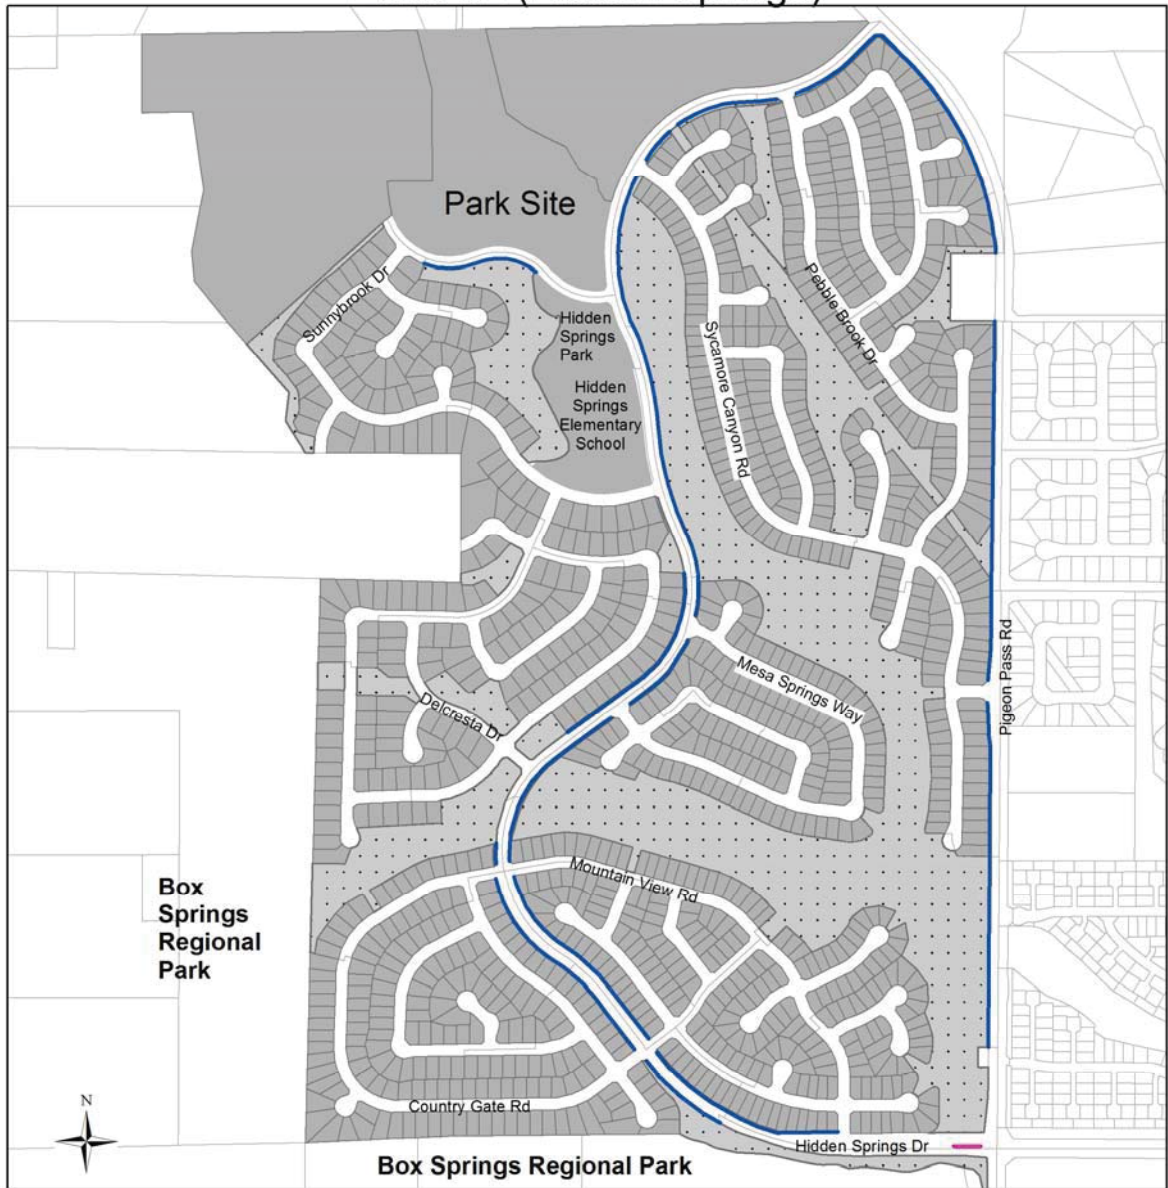 Park Site
Sunnybrook Dr
Hidden
Springs
Park
Hidden
Springs
Elementary
School
Pebble Brook Dr
Sycamore Canyon Rd
Pigeon Pass Rd
Mesa Springs Way
Delcresta Dr
Mountain View Rd
Box
Springs
Regional
Park
Country Gate Rd
N
Hidden Springs Dr
Box Springs Regional Park